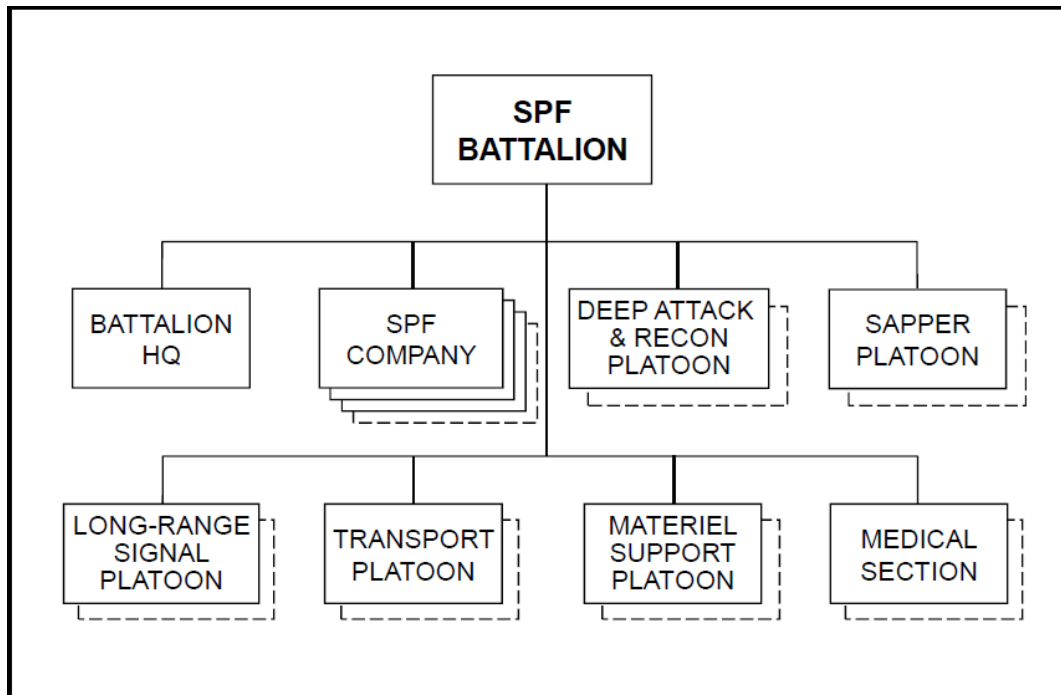 SPF
BATTALION
BATTALION
HQ
SPF
COMPANY
DEEP ATTACK
& RECON
PLATOON
SAPPER
PLATOON
LONG-RANGE
SIGNAL
PLATOON
TRANSPORT
PLATOON
MATERIEL
SUPPORT
PLATOON
MEDICAL
SECTION